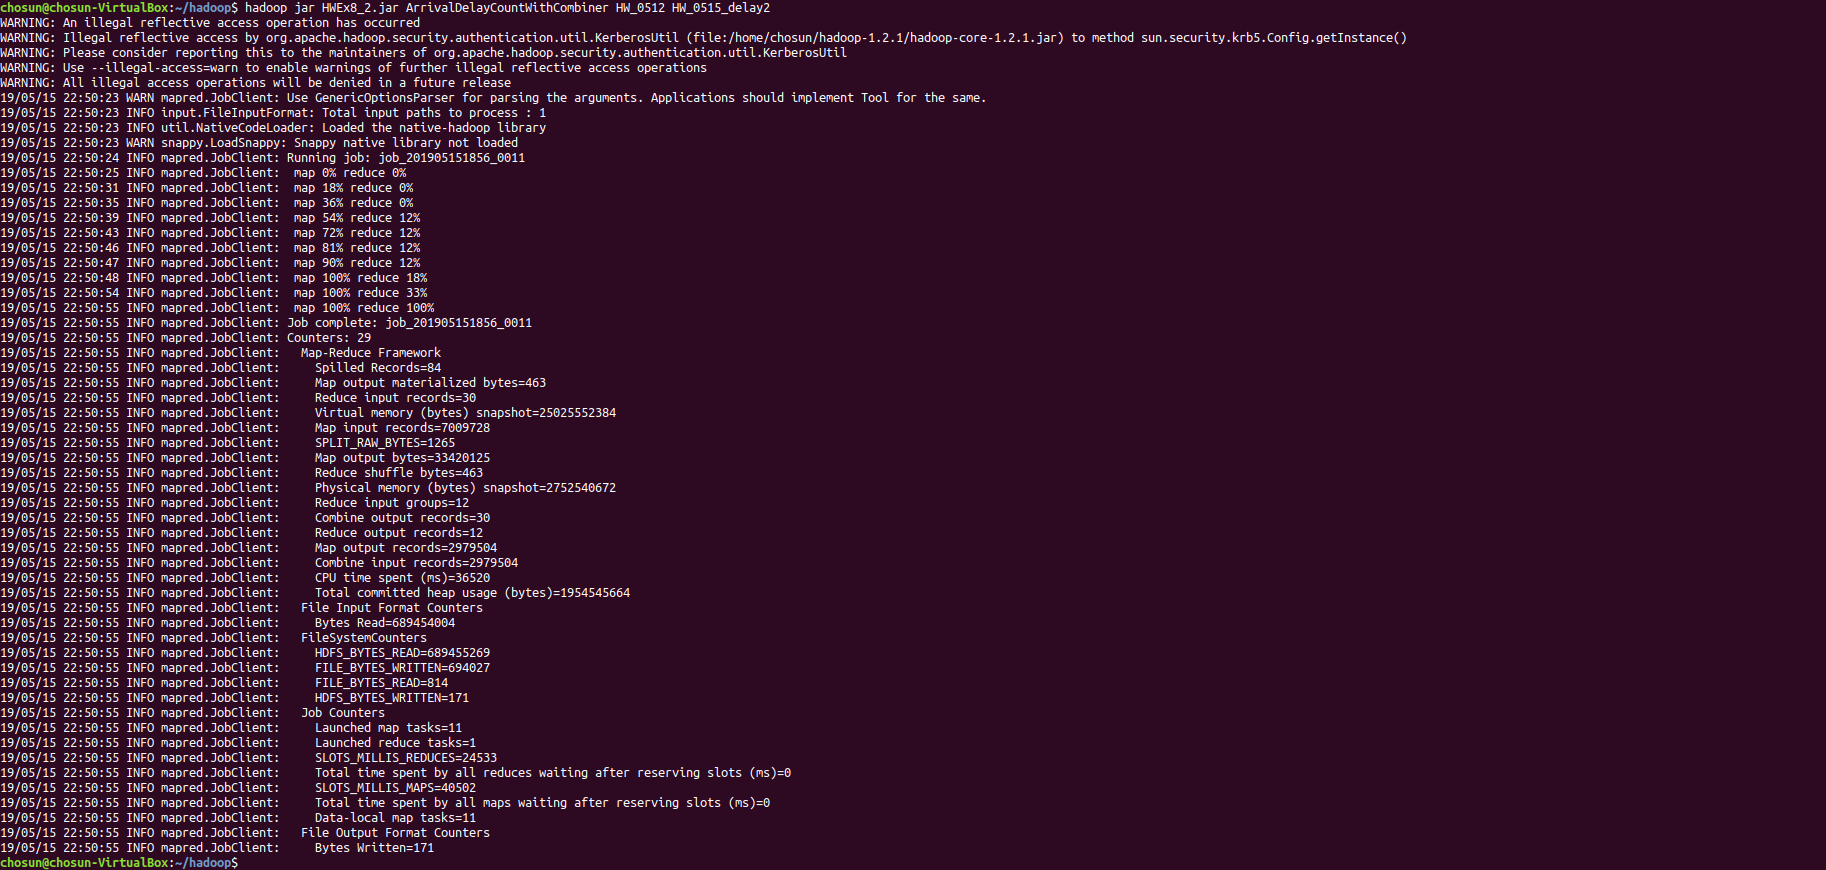 chosun@chosun-VirtualBox:~/hadoop$ hadoop jar HWEx8_2.jar ArrivalDelayCountWithCombiner HW_0512 HW_0515_delay2
WARNING: An illegal reflective access operation has occurred
WARNING: Illegal reflective access by org.apache.hadoop.security.authentication.util.KerberosUtil (file:/home/chosun/hadoop-1.2.1/hadoop-core-1.2.1.jar) to method sun.security.krb5.Config.getInstance()
WARNING: Please consider reporting this to the maintainers of org.apache.hadoop.security.authentication.util.KerberosUtil
WARNING: Use --illegal-access=warn to enable warnings of further illegal reflective access operations
WARNING: All illegal access operations will be denied in a future release
19/05/15 22:50:23 WARN mapred.JobClient: Use GenericOptionsParser for parsing the arguments. Applications should implement Tool for the same.
19/05/15 22:50:23 INFO input.FileInputFormat: Total input paths to process : 1
19/05/15 22:50:23 INFO util.NativeCodeLoader: Loaded the native-hadoop library
19/05/15 22:50:23 WARN snappy.LoadSnappy: Snappy native library not loaded
19/05/15 22:50:24 INFO mapred.JobClient: Running job: job_201905151856_0011
19/05/15 22:50:25 INFO mapred.JobClient:  map 0% reduce 0%
19/05/15 22:50:31 INFO mapred.JobClient:  map 18% reduce 0%
19/05/15 22:50:35 INFO mapred.JobClient:  map 36% reduce 0%
19/05/15 22:50:39 INFO mapred.JobClient:  map 54% reduce 12%
19/05/15 22:50:43 INFO mapred.JobClient:  map 72% reduce 12%
19/05/15 22:50:46 INFO mapred.JobClient:  map 81% reduce 12%
19/05/15 22:50:47 INFO mapred.JobClient:  map 90% reduce 12%
19/05/15 22:50:48 INFO mapred.JobClient:  map 100% reduce 18%
19/05/15 22:50:54 INFO mapred.JobClient:  map 100% reduce 33%
19/05/15 22:50:55 INFO mapred.JobClient:  map 100% reduce 100%
19/05/15 22:50:55 INFO mapred.JobClient: Job complete: job_201905151856_0011
19/05/15 22:50:55 INFO mapred.JobClient: Counters: 29
19/05/15 22:50:55 INFO mapred.JobClient:   Map-Reduce Framework
19/05/15 22:50:55 INFO mapred.JobClient:     Spilled Records=84
19/05/15 22:50:55 INFO mapred.JobClient:     Map output materialized bytes=463
19/05/15 22:50:55 INFO mapred.JobClient:     Reduce input records=30
19/05/15 22:50:55 INFO mapred.JobClient:     Virtual memory (bytes) snapshot=25025552384
19/05/15 22:50:55 INFO mapred.JobClient:     Map input records=7009728
19/05/15 22:50:55 INFO mapred.JobClient:     SPLIT_RAW_BYTES=1265
19/05/15 22:50:55 INFO mapred.JobClient:     Map output bytes=33420125
19/05/15 22:50:55 INFO mapred.JobClient:     Reduce shuffle bytes=463
19/05/15 22:50:55 INFO mapred.JobClient:     Physical memory (bytes) snapshot=2752540672
19/05/15 22:50:55 INFO mapred.JobClient:     Reduce input groups=12
19/05/15 22:50:55 INFO mapred.JobClient:     Combine output records=30
19/05/15 22:50:55 INFO mapred.JobClient:     Reduce output records=12
19/05/15 22:50:55 INFO mapred.JobClient:     Map output records=2979504
19/05/15 22:50:55 INFO mapred.JobClient:     Combine input records=2979504
19/05/15 22:50:55 INFO mapred.JobClient:     CPU time spent (ms)=36520
19/05/15 22:50:55 INFO mapred.JobClient:     Total committed heap usage (bytes)=1954545664
19/05/15 22:50:55 INFO mapred.JobClient:   File Input Format Counters
19/05/15 22:50:55 INFO mapred.JobClient:     Bytes Read=689454004
19/05/15 22:50:55 INFO mapred.JobClient:   FileSystemCounters
19/05/15 22:50:55 INFO mapred.JobClient:     HDFS_BYTES_READ=689455269
19/05/15 22:50:55 INFO mapred.JobClient:     FILE_BYTES_WRITTEN=694027
19/05/15 22:50:55 INFO mapred.JobClient:     FILE_BYTES_READ=814
19/05/15 22:50:55 INFO mapred.JobClient:     HDFS_BYTES_WRITTEN=171
19/05/15 22:50:55 INFO mapred.JobClient:   Job Counters
19/05/15 22:50:55 INFO mapred.JobClient:     Launched map tasks=11
19/05/15 22:50:55 INFO mapred.JobClient:     Launched reduce tasks=1
19/05/15 22:50:55 INFO mapred.JobClient:     SLOTS_MILLIS_REDUCES=24533
19/05/15 22:50:55 INFO mapred.JobClient:     Total time spent by all reduces waiting after reserving slots (ms)=0
19/05/15 22:50:55 INFO mapred.JobClient:     SLOTS_MILLIS_MAPS=40502
19/05/15 22:50:55 INFO mapred.JobClient:     Total time spent by all maps waiting after reserving slots (ms)=0
19/05/15 22:50:55 INFO mapred.JobClient:     Data-local map tasks=11
19/05/15 22:50:55 INFO mapred.JobClient:   File Output Format Counters
19/05/15 22:50:55 INFO mapred.JobClient:     Bytes Written=171
chosun@chosun-VirtualBox:~/hadoop$